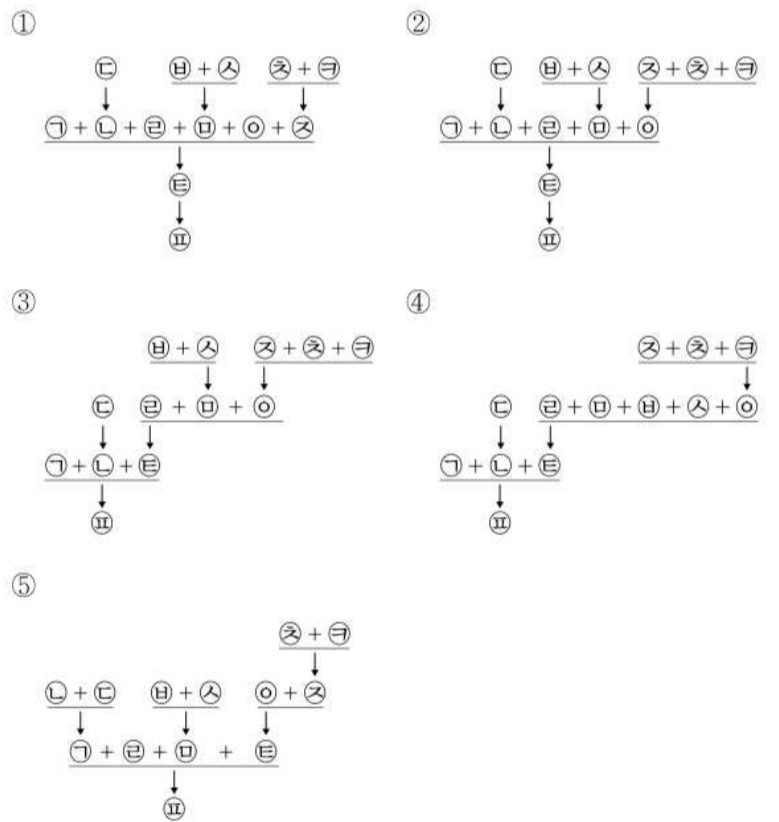 ① ②
㉢ ㉥ + ㉦ ㉩ + ㉪ ㉢ ㉥ + ㉦ ㉨ + ㉩ + ㉪
㉠ + ㉡ + ㉣ + ㉤ + ㉧ + ㉨ ㉠ + ㉡ + ㉣ + ㉤ + ㉧
㉫ ㉫
㉬ ㉬
③ ④
㉥ + ㉦ ㉨ + ㉩ + ㉪ ㉨ + ㉩ + ㉪
㉢ ㉣ + ㉤ + ㉧ ㉢ ㉣ + ㉤ + ㉥ + ㉦ + ㉧
㉠ + ㉡ + ㉫ ㉠ + ㉡ + ㉫
㉬ ㉬
⑤
㉩ + ㉪
㉡ + ㉢ ㉥ + ㉦ ㉧ + ㉨
㉠ + ㉣ + ㉤ + ㉫
㉬